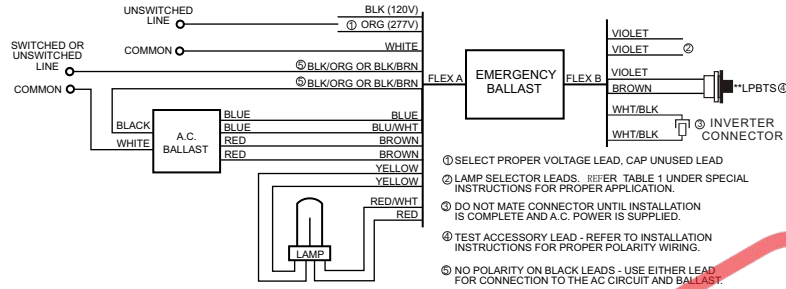 UNSWITCHED
LINE
BLK (120V)
① ORG (277V)
COMMON
WHITE
SWITCHED OR
UNSWITCHED
LINE
⑤ BLK/ORG OR BLK/BRN
COMMON
⑤ BLK/ORG OR BLK/BRN
FLEX A
EMERGENCY
BALLAST
FLEX B
VIOLET
VIOLET
②
VIOLET
BROWN
**LPBTS④
WHT/BLK
③ INVERTER
CONNECTOR
WHT/BLK
BLACK
WHITE
A.C.
BALLAST
BLUE
BLUE
RED
RED
BLUE
BLU/WHT
BROWN
BROWN
YELLOW
YELLOW
RED/WHT
RED
LAMP
① SELECT PROPER VOLTAGE LEAD, CAP UNUSED LEAD
② LAMP SELECTOR LEADS. REFER TABLE 1 UNDER SPECIAL
INSTRUCTIONS FOR PROPER APPLICATION.
③ DO NOT MATE CONNECTOR UNTIL INSTALLATION
IS COMPLETE AND A.C. POWER IS SUPPLIED.
④ TEST ACCESSORY LEAD - REFER TO INSTALLATION
INSTRUCTIONS FOR PROPER POLARITY WIRING.
⑤ NO POLARITY ON BLACK LEADS - USE EITHER LEAD
FOR CONNECTION TO THE AC CIRCUIT AND BALLAST.